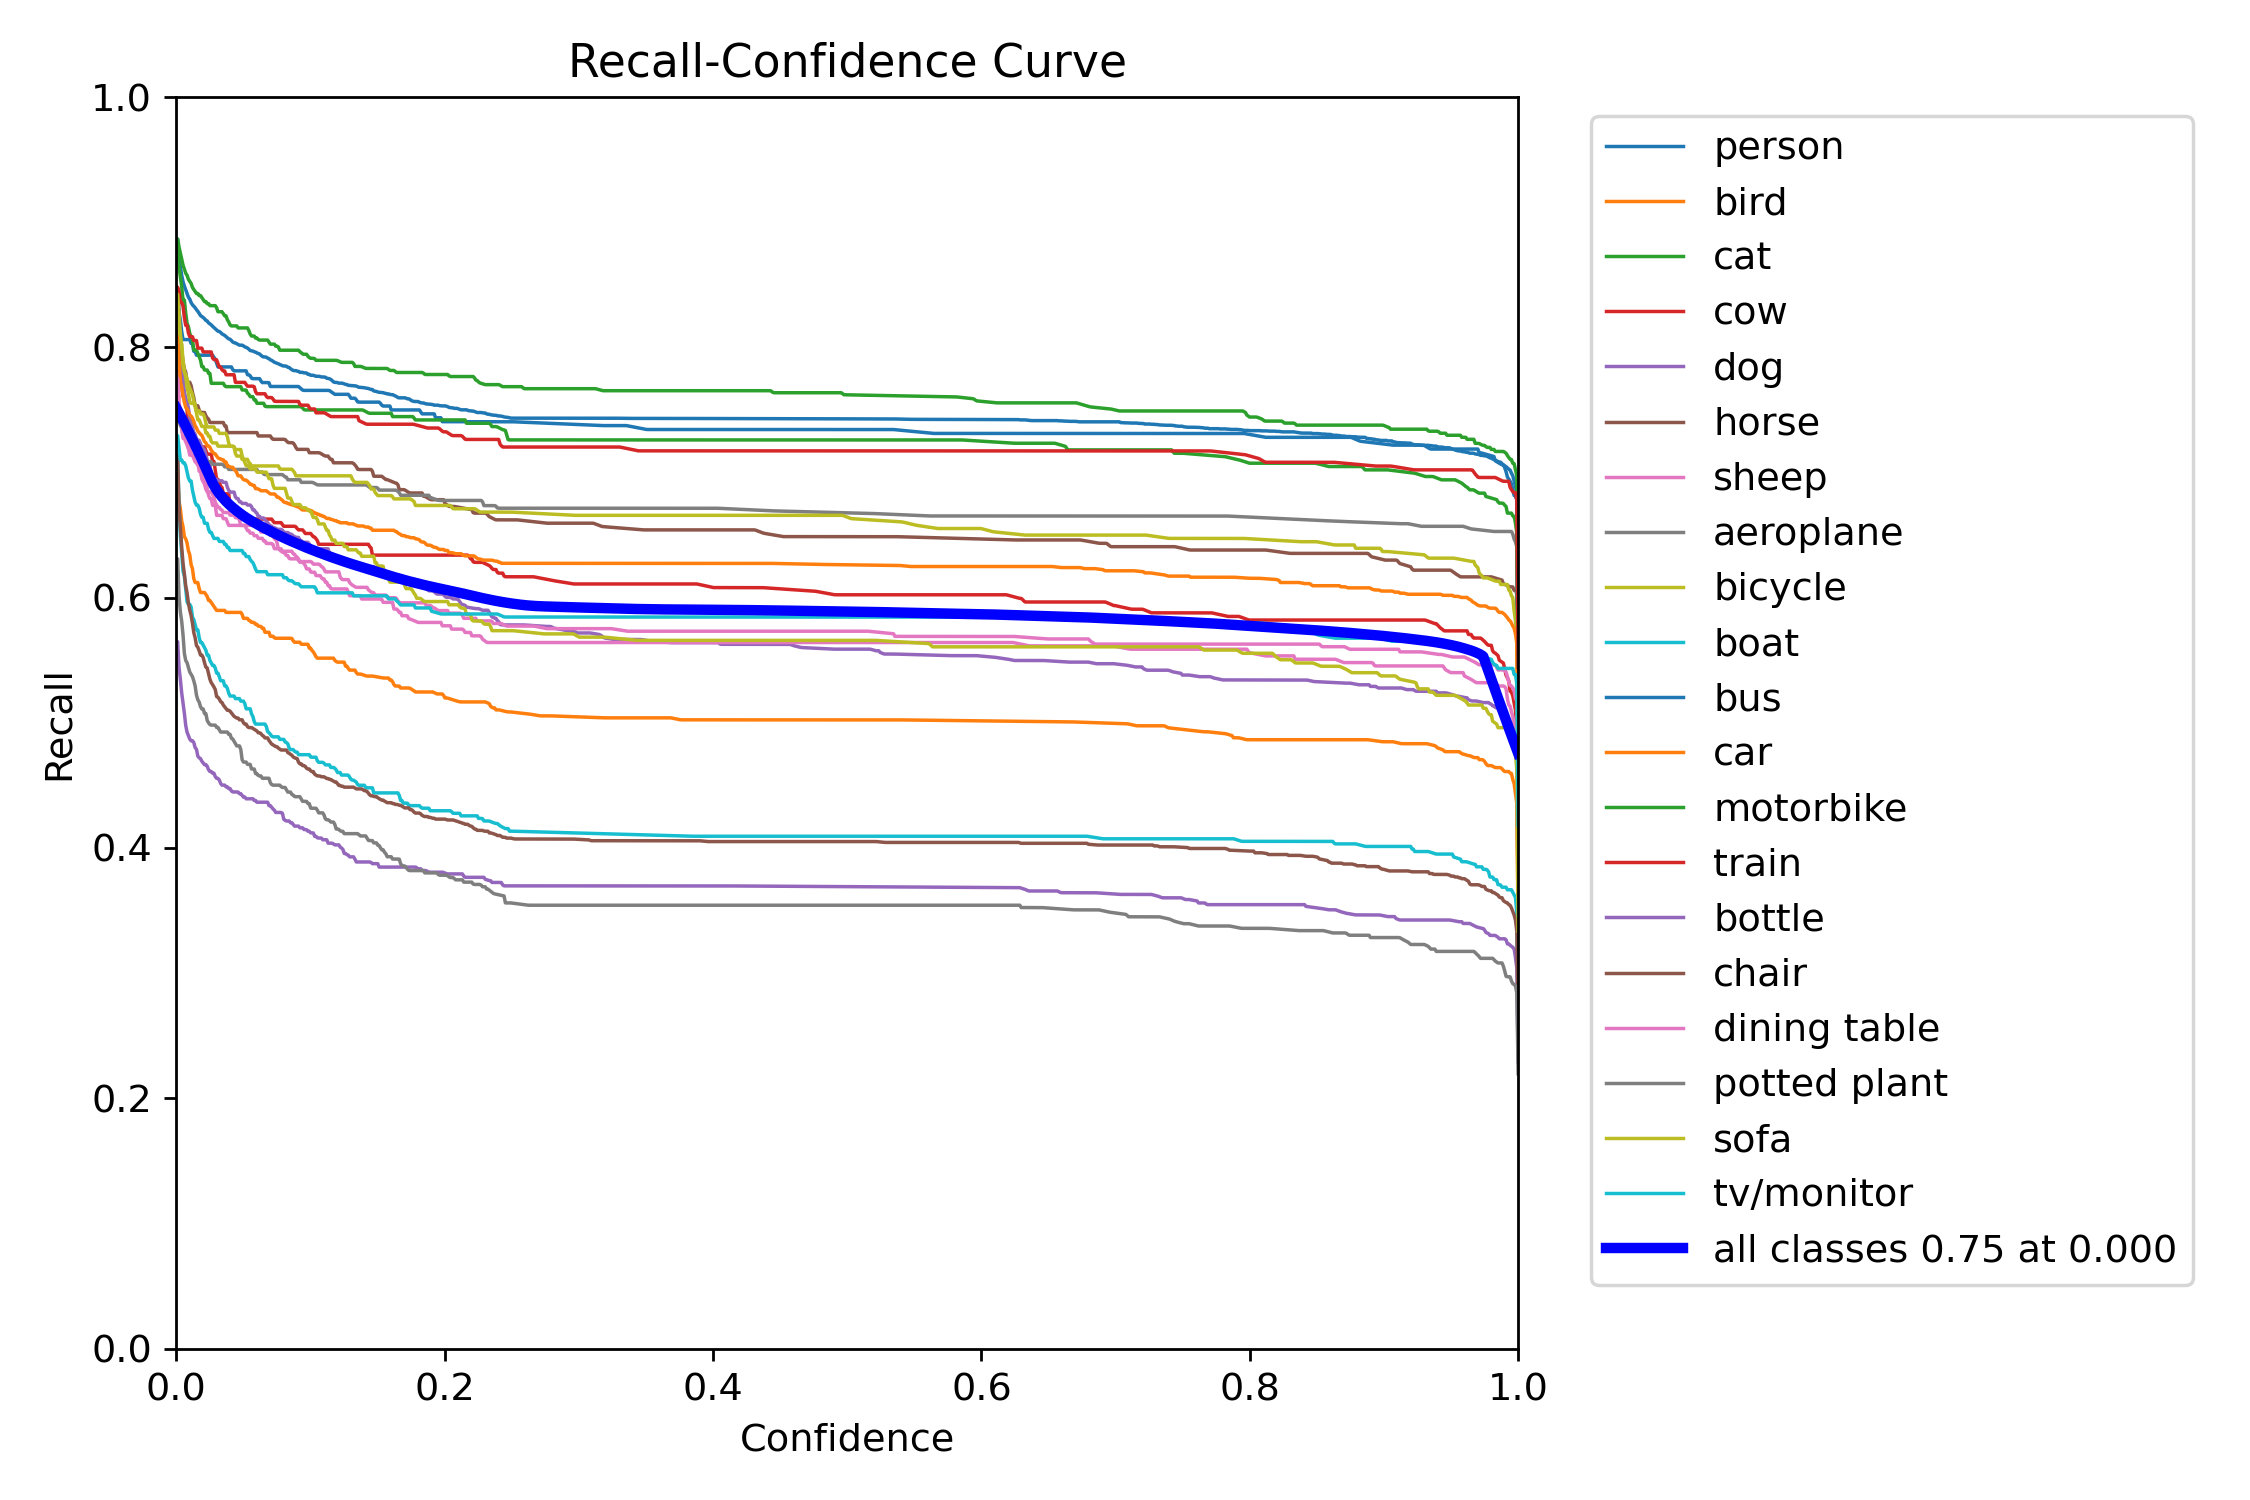 Recall-Confidence Curve
1.0
0.8
0.6
0.4
0.2
0.0
Recall
0.0 0.2 0.4 0.6 0.8 1.0
Confidence
person
bird
cat
cow
dog
horse
sheep
aeroplane
bicycle
boat
bus
car
motorbike
train
bottle
chair
dining table
potted plant
sofa
tv/monitor
all classes 0.75 at 0.000